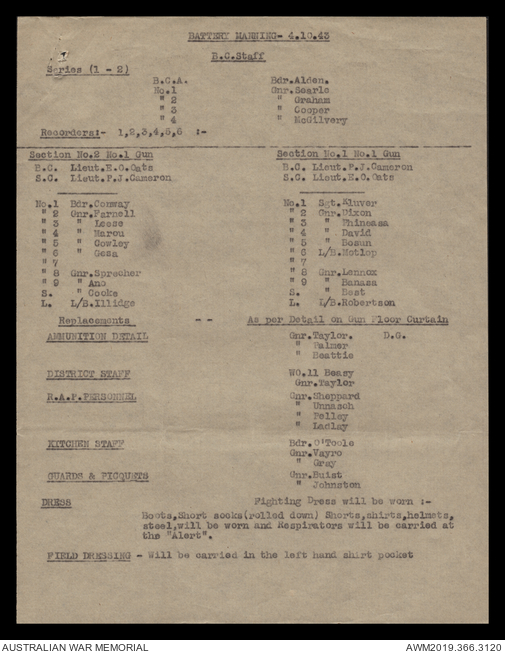 BATTERY MANNING- 4.10.43
B.C.Staff
Series (1 - 2)
B.C.A. Bdr.Alden.
No.1 Gnr.Searle
" 2 " Graham
" 3 " Cooper
" 4 " McGilvery
Recorders:- 1,2,3,4,5,6 :-
Section No.2 No.1 Gun Section No.1 No.1 Gun
B.C. Lieut.E.O.Oats B.C. Lieut.P.J.Cameron
S.C. Lieut.P.J.Cameron S.C. Lieut.E.O.Oats
No.1 Bdr.Conway No.1 Sgt.Kluver
" 2 Gnr.Parnell " 2 Gnr.Dixon
" 3 " Leese " 3 " Phineasa
" 4 " Marou " 4 " David
" 5 " Cowley " 5 " Bosun
" 6 " Gesa " 6 L/B.Motlop
" 7 " 7
" 8 Gnr.Sprecher " 8 Gnr.Lennox
" 9 " Ano " 9 " Banasa
S. " Cooks S. " East
L. L/B.Illidge L. L/B.Robertson
Replacements - - As per Detail on Gun Floor Curtain
AMMUNITION DETAIL Gnr.Taylor. D.G.
" Palmer
" Beattie
DISTRICT STAFF WO.11 Beasy
Gnr.Taylor
R.A.P.PERSONNEL Gnr.Sheppard
" Unnasch
" Pelley
" Laslay
KITCHEN STAFF Bdr.O'Toole
Gnr.Vayro
" Gray
GUARDS & PICQUETS Gnr.Buist
" Johnston
DRESS Fighting Dress will be worn :-
Boots,Short socks(rolled down) Shorts,shirts,helmets,
steel,will be worn and Respirators will be carried at
the "Alert".
FIELD DRESSING - Will be carried in the left hand shirt pocket
AUSTRALIAN WAR MEMORIAL AWM2019.366.3120